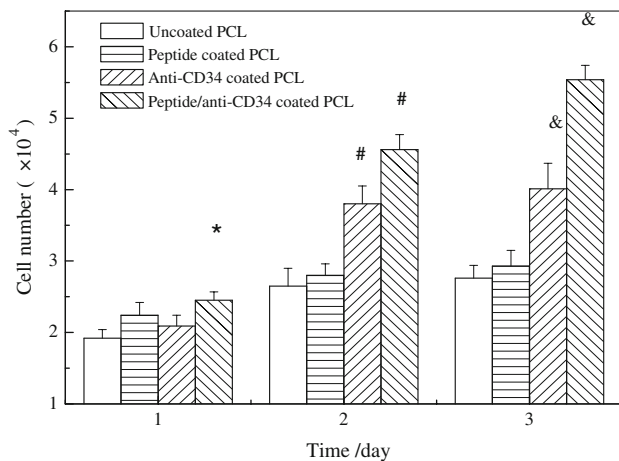 Uncoated PCL
Peptide coated PCL
Anti-CD34 coated PCL
Peptide/anti-CD34 coated PCL
&
&
#
#
*
6
5
4
3
2
1
Cell number ( ×10⁴)
1
2
3
Time /day